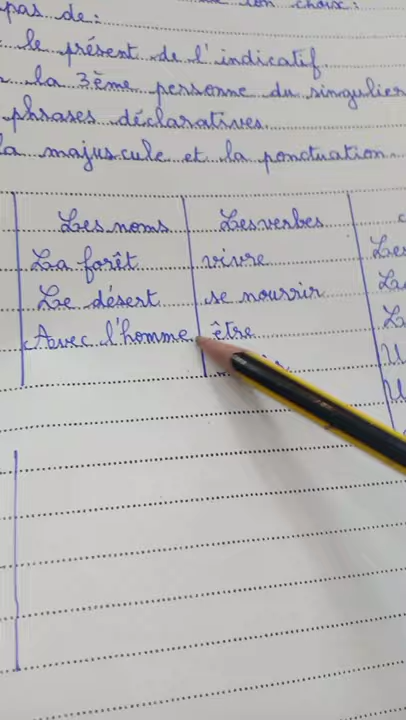 pas de:
le présent de l'indicatif.
la 3ème personne du singulier
phrases déclaratives.
la majuscule et la ponctuation.
Les noms Les verbes
La forêt vivre
Le désert se nourrir
Avec l'homme être